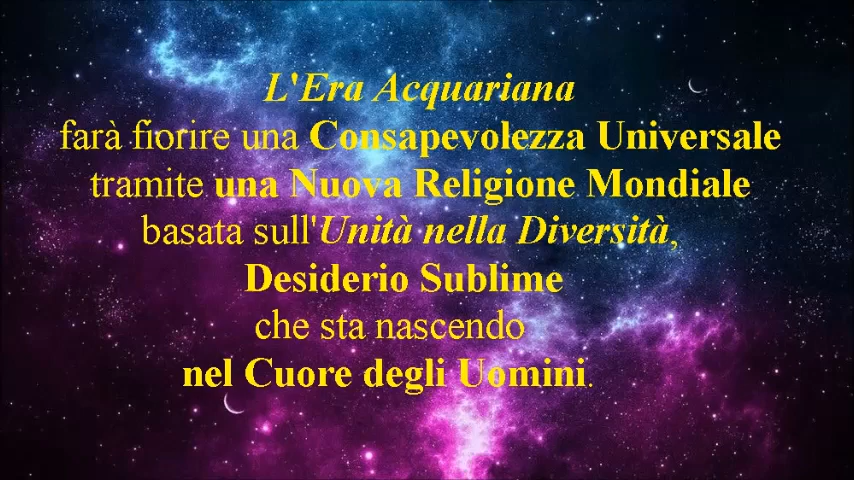 L'Era Acquariana
farà fiorire una Consapevolezza Universale
tramite una Nuova Religione Mondiale
basata sull'Unità nella Diversità,
Desiderio Sublime
che sta nascendo
nel Cuore degli Uomini.